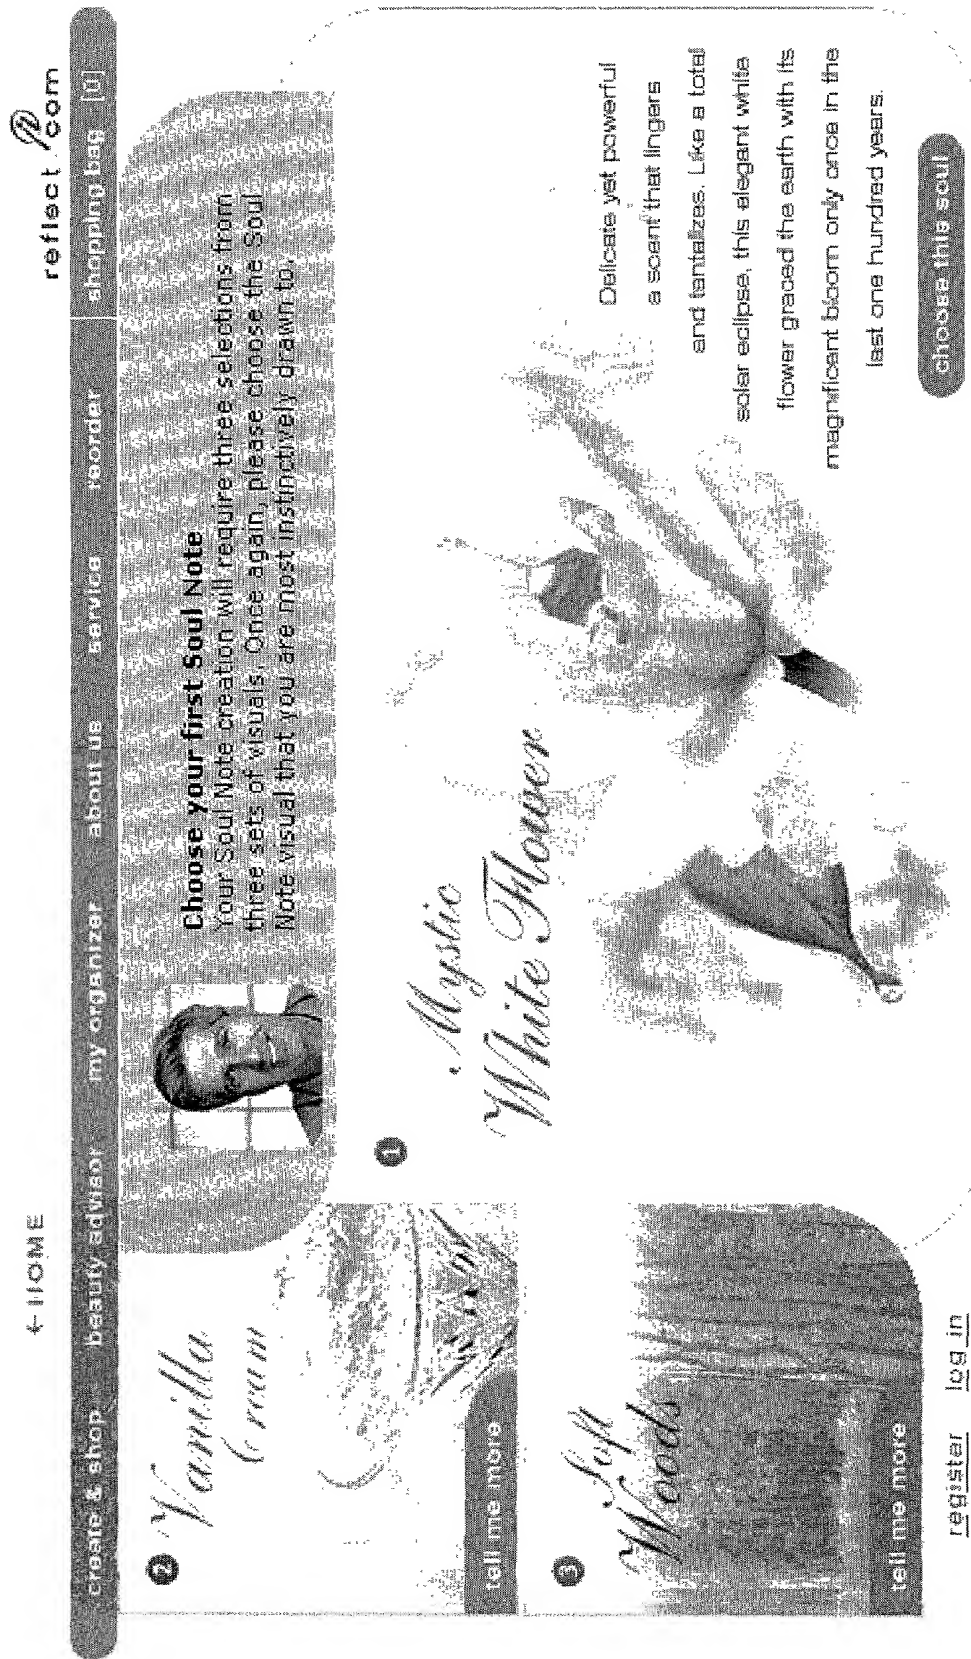 ← HOME
reflect.com
create & shop beauty advisor my organizer about us service reorder shopping bag [0]
Choose your first Soul Note
Your Soul Note creation will require three selections from
three sets of visuals. Once again, please choose the Soul
Note visual that you are most instinctively drawn to.
2
Vanilla
Cream
tell me more
3
Soft
Woods
tell me more
1
Mystic
White Flower
Delicate yet powerful
a scent that lingers
and tantalizes. Like a total
solar eclipse, this elegant white
flower graced the earth with its
magnificent bloom only once in the
last one hundred years.
choose this soul
register log in